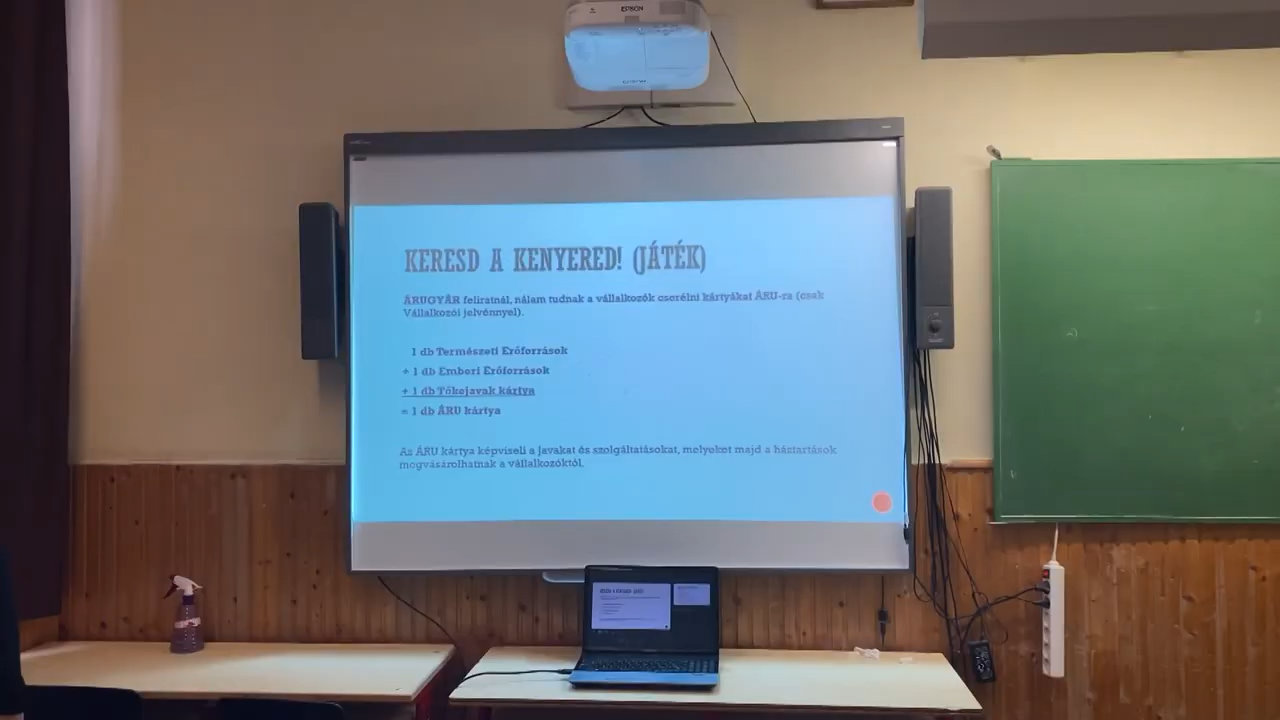 EPSON
KERESD A KENYERED! (JÁTÉK)
ÁRUGYÁR feliratnál, nálam tudnak a vállalkozók cserélni kártyákat ÁRU-ra (csak
Vállalkozói jelvénnyel).
1 db Természeti Erőforrások
+ 1 db Emberi Erőforrások
+ 1 db Tőkejavak kártya
= 1 db ÁRU kártya
Az ÁRU kártya képviseli a javakat és szolgáltatásokat, melyeket majd a háztartások
megvásárolhatnak a vállalkozóktól.